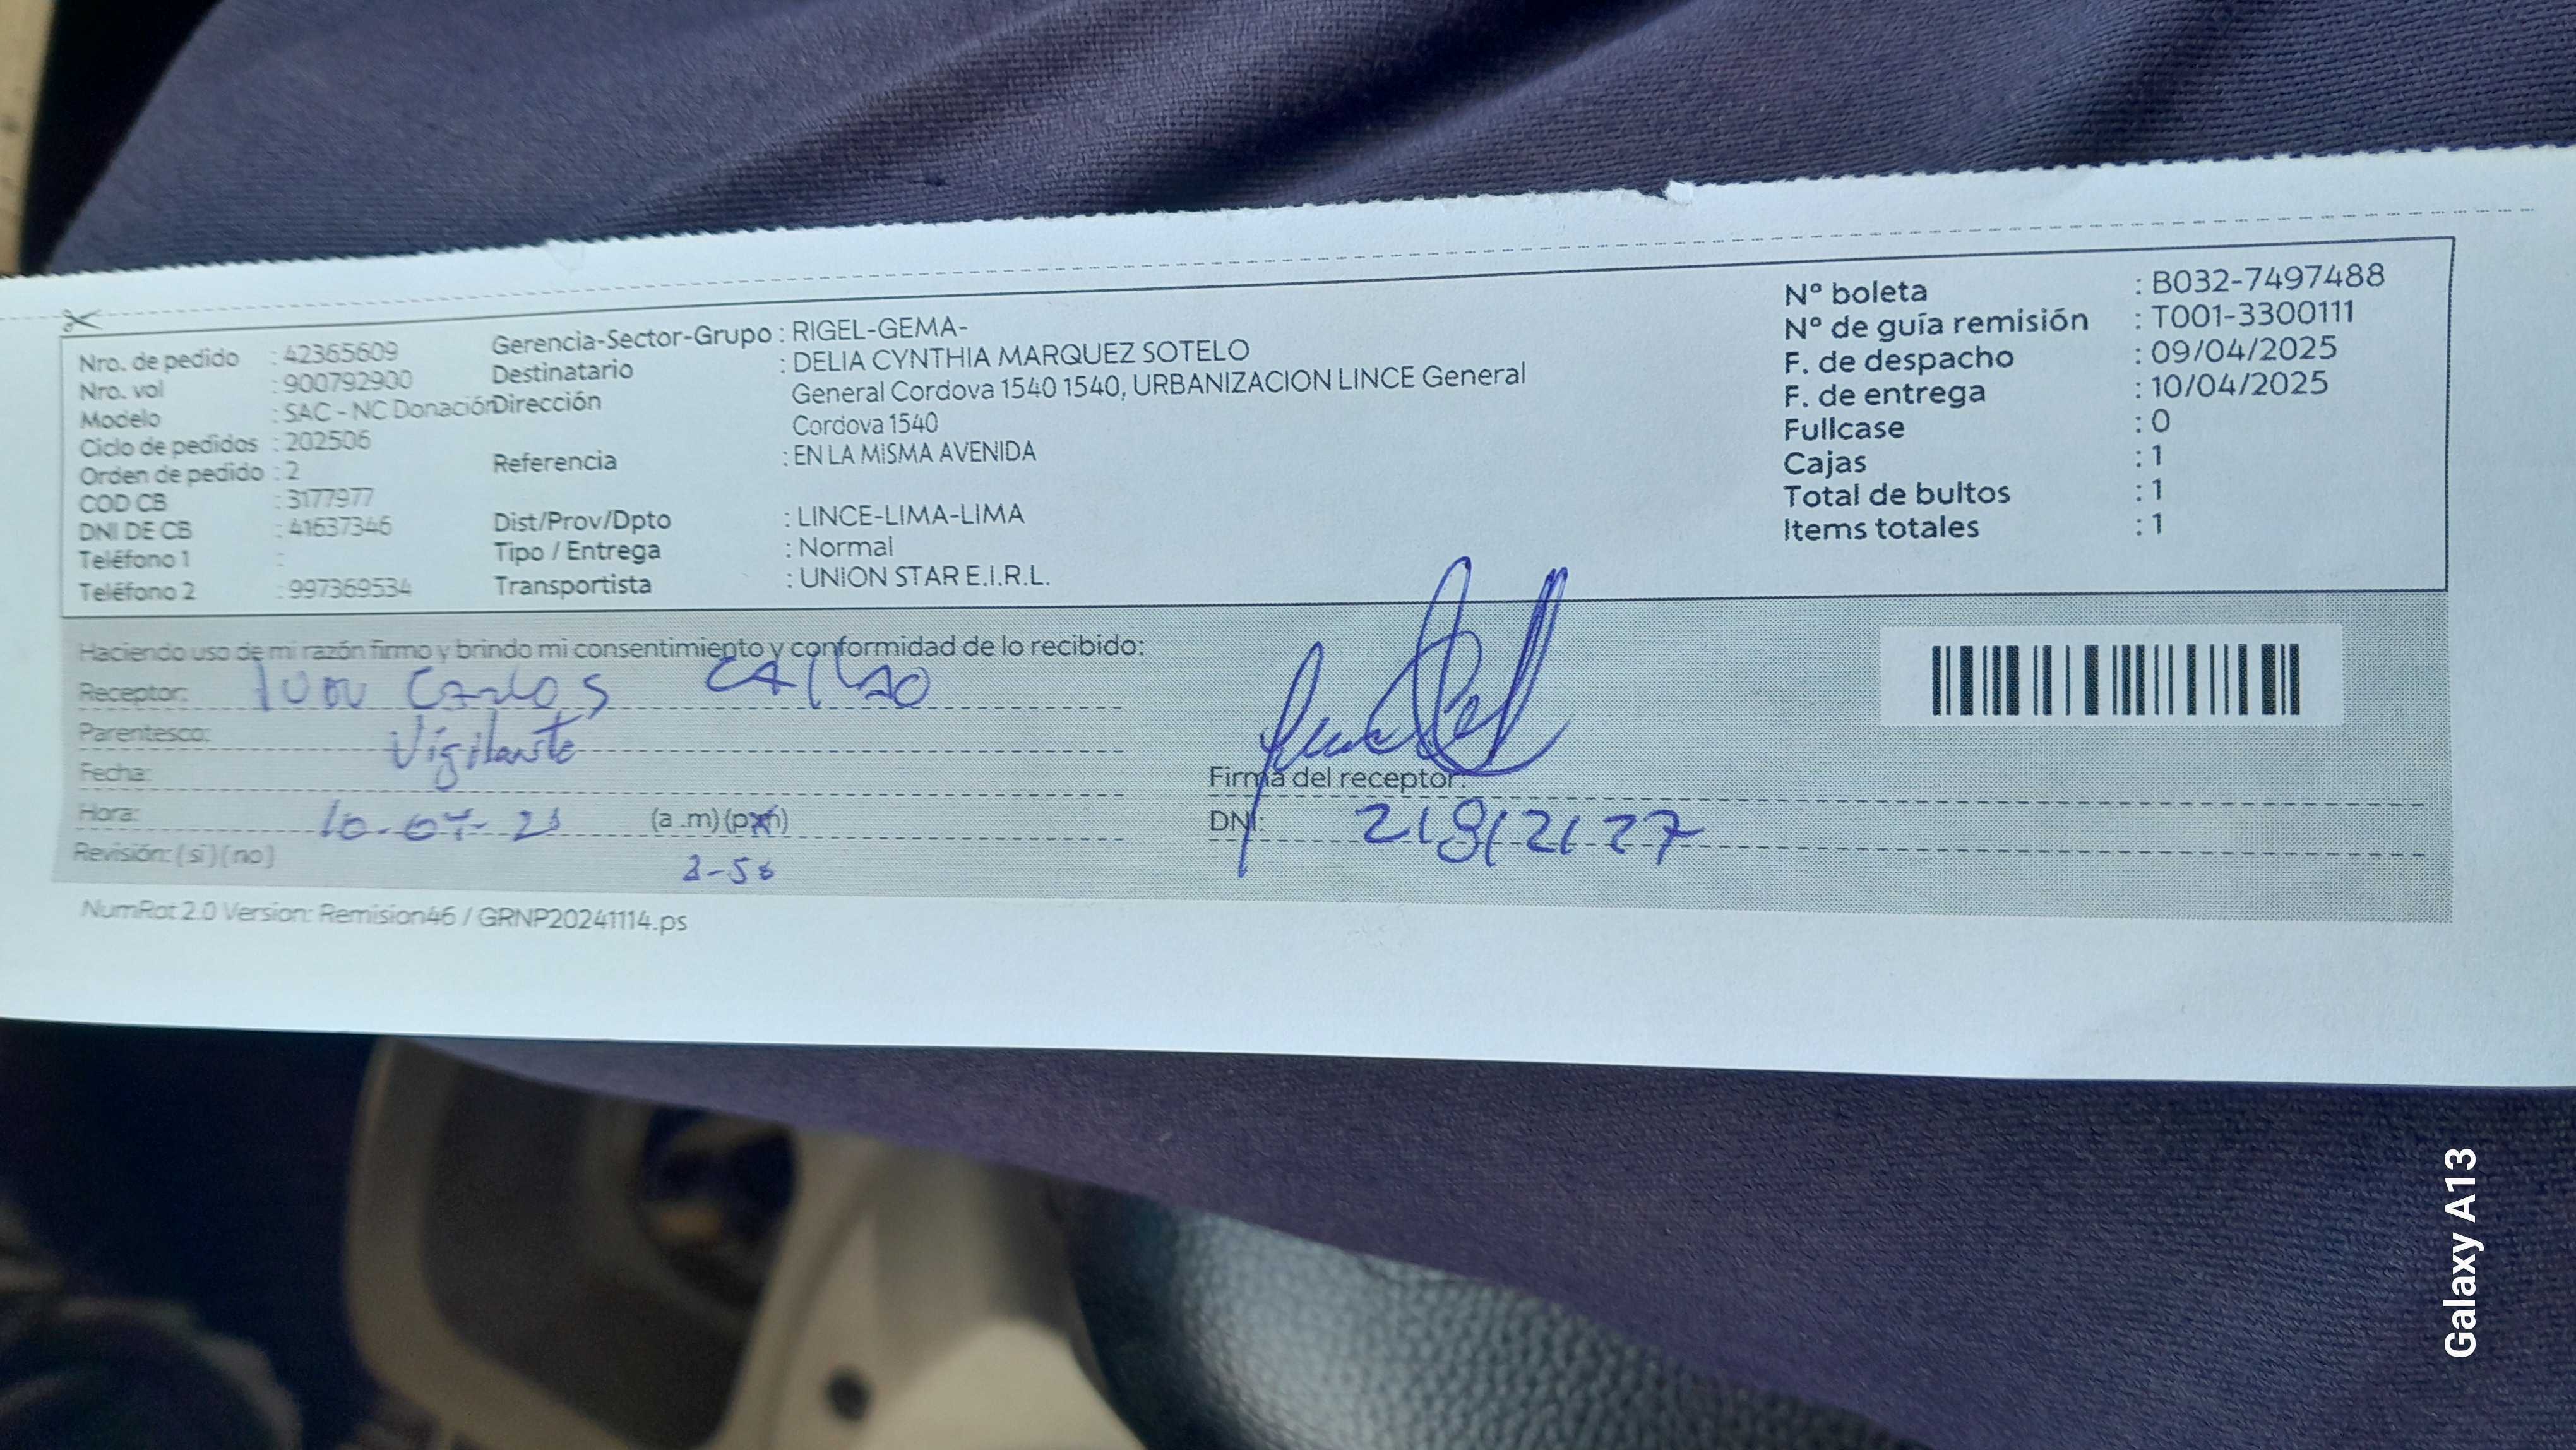 Nro. de pedido : 42365609
Nro. vol : 900792900
Modelo : SAC - NC Donación
Ciclo de pedidos : 202506
Orden de pedido : 2
COD CB : 3177977
DNI DE CB : 41637346
Teléfono 1 :
Teléfono 2 : 997369534
Gerencia-Sector-Grupo : RIGEL-GEMA-
Destinatario : DELIA CYNTHIA MARQUEZ SOTELO
Dirección General Cordova 1540 1540, URBANIZACION LINCE General
Cordova 1540
Referencia : EN LA MISMA AVENIDA
Dist/Prov/Dpto : LINCE-LIMA-LIMA
Tipo / Entrega : Normal
Transportista : UNION STAR E.I.R.L.
Nº boleta : B032-7497488
Nº de guía remisión : T001-3300111
F. de despacho : 09/04/2025
F. de entrega : 10/04/2025
Fullcase : 0
Cajas : 1
Total de bultos : 1
Items totales : 1
Haciendo uso de mi razón firmo y brindo mi consentimiento y conformidad de lo recibido:
Receptor: Carlos
Parentesco: Vigilante
Fecha:
Hora: (a .m) (p.m)
Revisión: ( si ) ( no )
Firma del receptor:
DNI: 21812127
NumRot 2.0 Version: Remision46 / GRNP20241114.ps
Galaxy A13